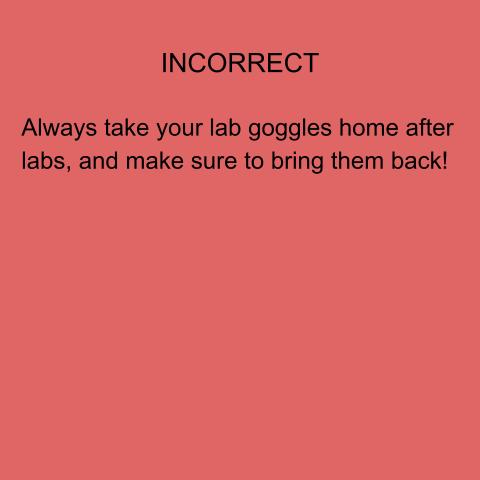 INCORRECT
Always take your lab goggles home after
labs, and make sure to bring them back!